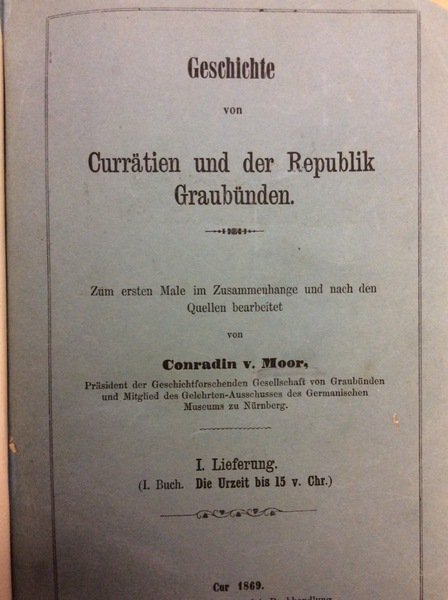 Geschichte
von
Currätien und der Republik
Graubünden.
Zum ersten Male im Zusammenhange und nach den
Quellen bearbeitet
von
Conradin v. Moor,
Präsident der Geschichtforschenden Gesellschaft von Graubünden
und Mitglied des Gelehrten-Ausschusses des Germanischen
Museums zu Nürnberg.
I. Lieferung.
(I. Buch. Die Urzeit bis 15 v. Chr.)
Cur 1869.